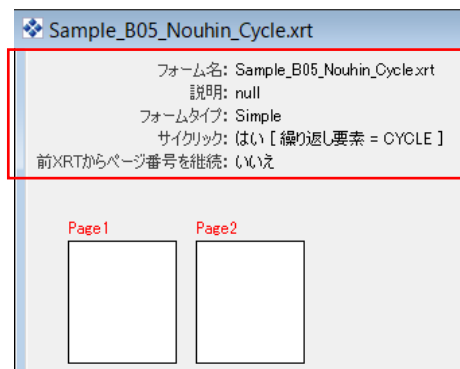 Sample_B05_Nouhin_Cycle.xrt
フォーム名: Sample_B05_Nouhin_Cycle.xrt
説明: null
フォームタイプ: Simple
サイクリック: はい [ 繰り返し要素 = CYCLE ]
前XRTからページ番号を継続: いいえ
Page1 Page2